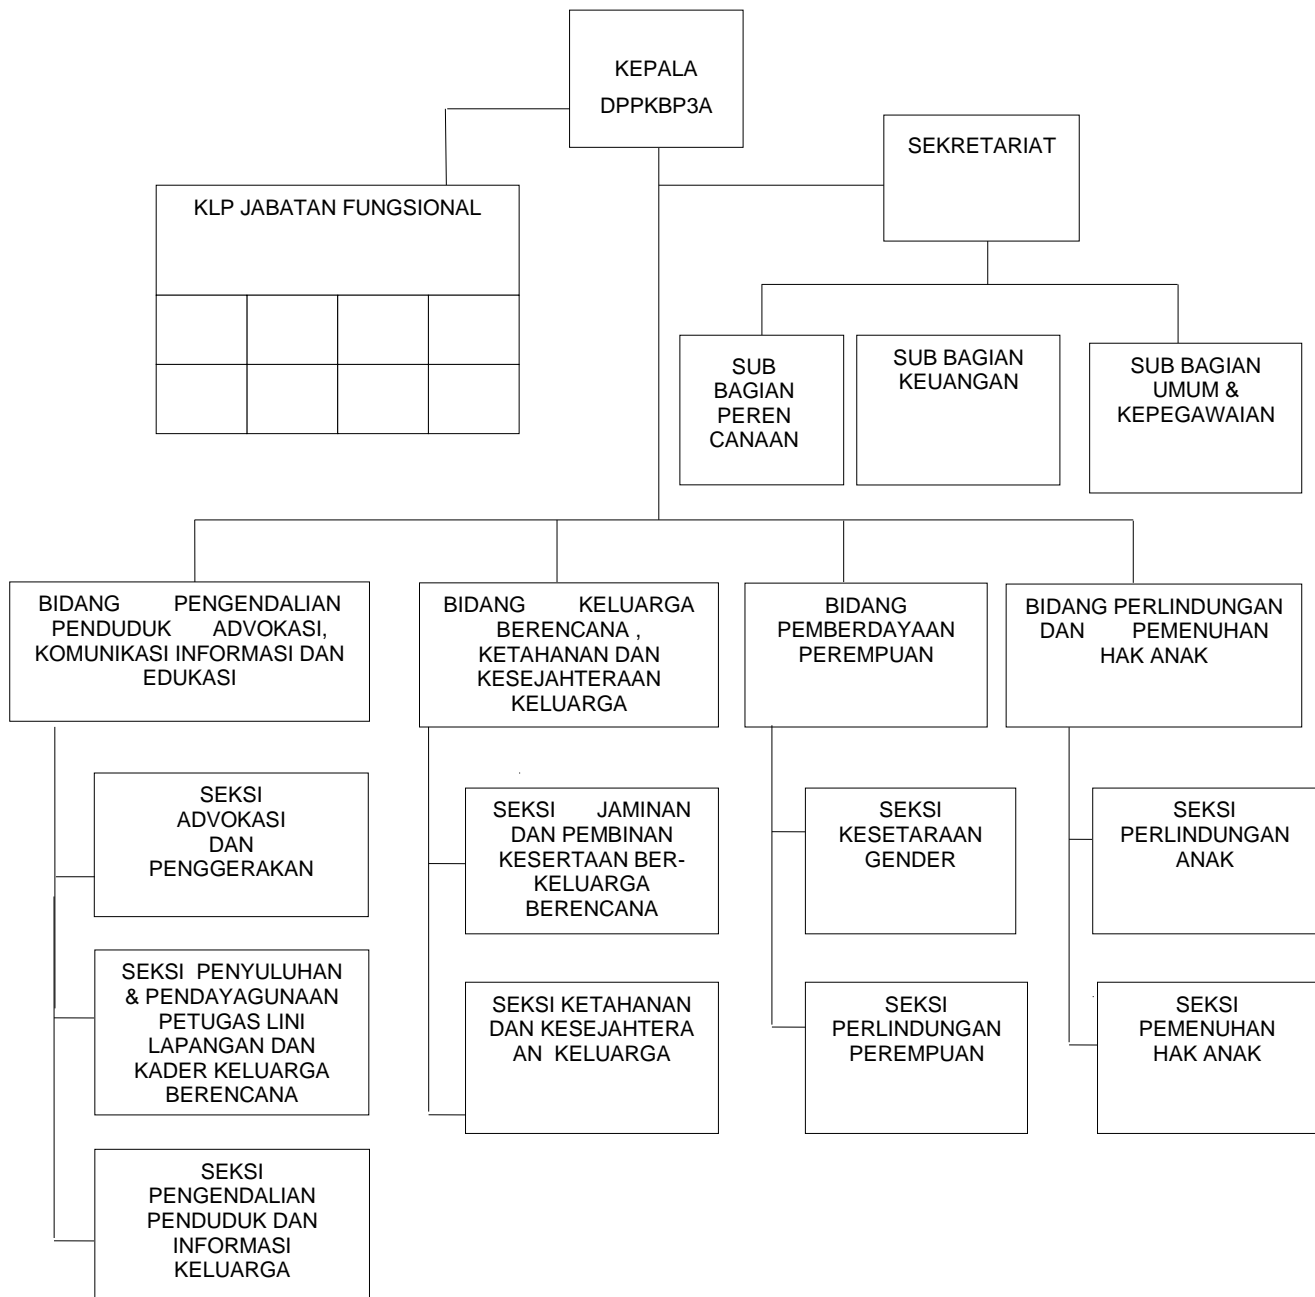 KEPALA
DPPKBP3A
SEKRETARIAT
KLP JABATAN FUNGSIONAL
SUB
BAGIAN
PEREN
CANAAN
SUB BAGIAN
KEUANGAN
SUB BAGIAN
UMUM &
KEPEGAWAIAN
BIDANG PENGENDALIAN
PENDUDUK ADVOKASI,
KOMUNIKASI INFORMASI DAN
EDUKASI
BIDANG KELUARGA
BERENCANA ,
KETAHANAN DAN
KESEJAHTERAAN
KELUARGA
BIDANG
PEMBERDAYAAN
PEREMPUAN
BIDANG PERLINDUNGAN
DAN PEMENUHAN
HAK ANAK
SEKSI
ADVOKASI
DAN
PENGGERAKAN
SEKSI JAMINAN
DAN PEMBINAN
KESERTAAN BER-
KELUARGA
BERENCANA
SEKSI
KESETARAAN
GENDER
SEKSI
PERLINDUNGAN
ANAK
SEKSI PENYULUHAN
& PENDAYAGUNAAN
PETUGAS LINI
LAPANGAN DAN
KADER KELUARGA
BERENCANA
SEKSI KETAHANAN
DAN KESEJAHTERA
AN KELUARGA
SEKSI
PERLINDUNGAN
PEREMPUAN
SEKSI
PEMENUHAN
HAK ANAK
SEKSI
PENGENDALIAN
PENDUDUK DAN
INFORMASI
KELUARGA